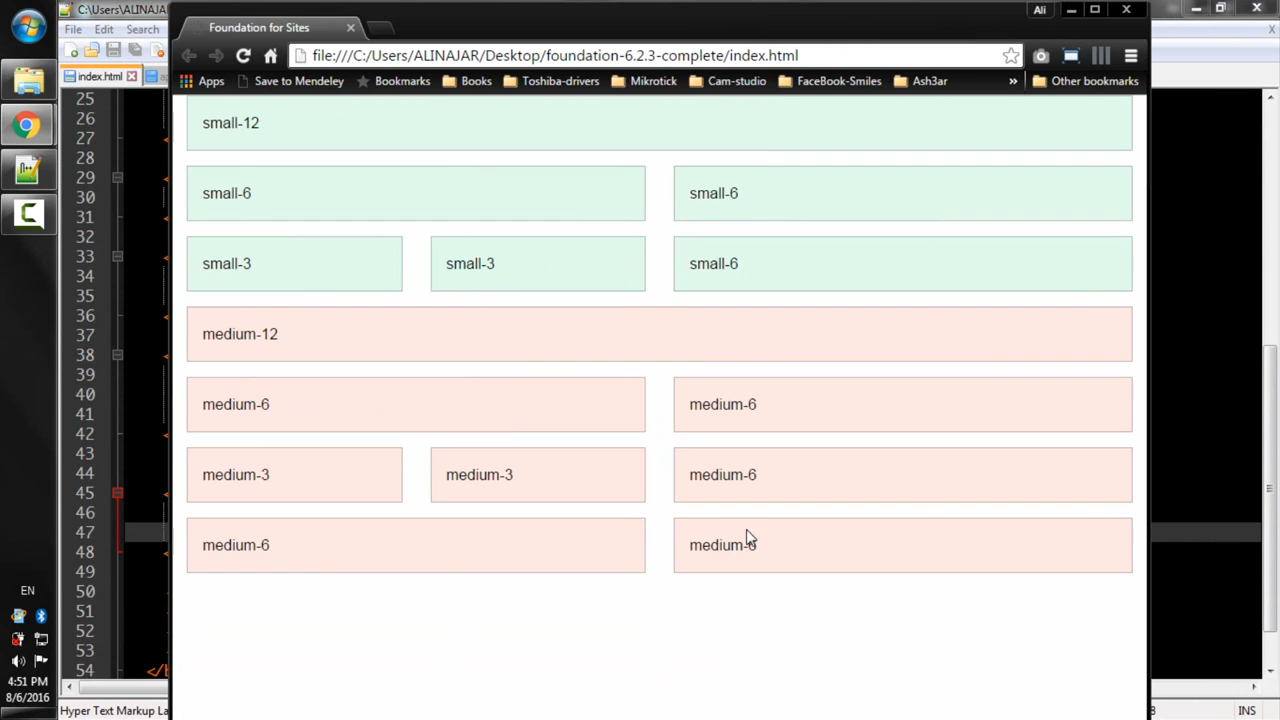 C:\Users\ALINAJAR
Foundation for Sites
Ali
File Edit Search
file:///C:/Users/ALINAJAR/Desktop/foundation-6.2.3-complete/index.html
Apps Save to Mendeley Bookmarks Books News Mikrotick Cam-studies FaceBook Ash3ar » Other bookmarks
index.html
25
26
27
28
29
30
31
32
33
34
35
36
37
38
39
40
41
42
43
44
45
46
47
48
49
50
51
52
53
54 </b
small-12
small-6 small-6
small-3 small-3 small-6
medium-12
medium-6 medium-6
medium-3 medium-3 medium-6
medium-6 medium-6
EN
4:51 PM
8/6/2016
Hyper Text Markup La
INS